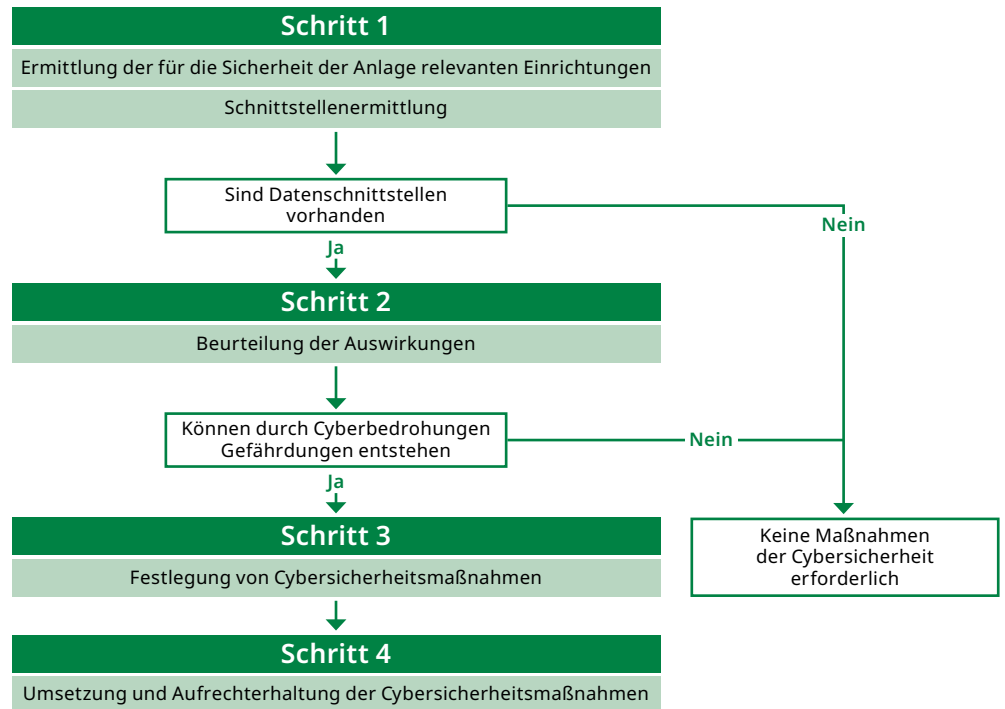 Schritt 1
Ermittlung der für die Sicherheit der Anlage relevanten Einrichtungen
Schnittstellenermittlung
Sind Datenschnittstellen
vorhanden
Nein
Ja
Schritt 2
Beurteilung der Auswirkungen
Können durch Cyberbedrohungen
Gefährdungen entstehen
Nein
Ja
Schritt 3
Festlegung von Cybersicherheitsmaßnahmen
Keine Maßnahmen
der Cybersicherheit
erforderlich
Schritt 4
Umsetzung und Aufrechterhaltung der Cybersicherheitsmaßnahmen